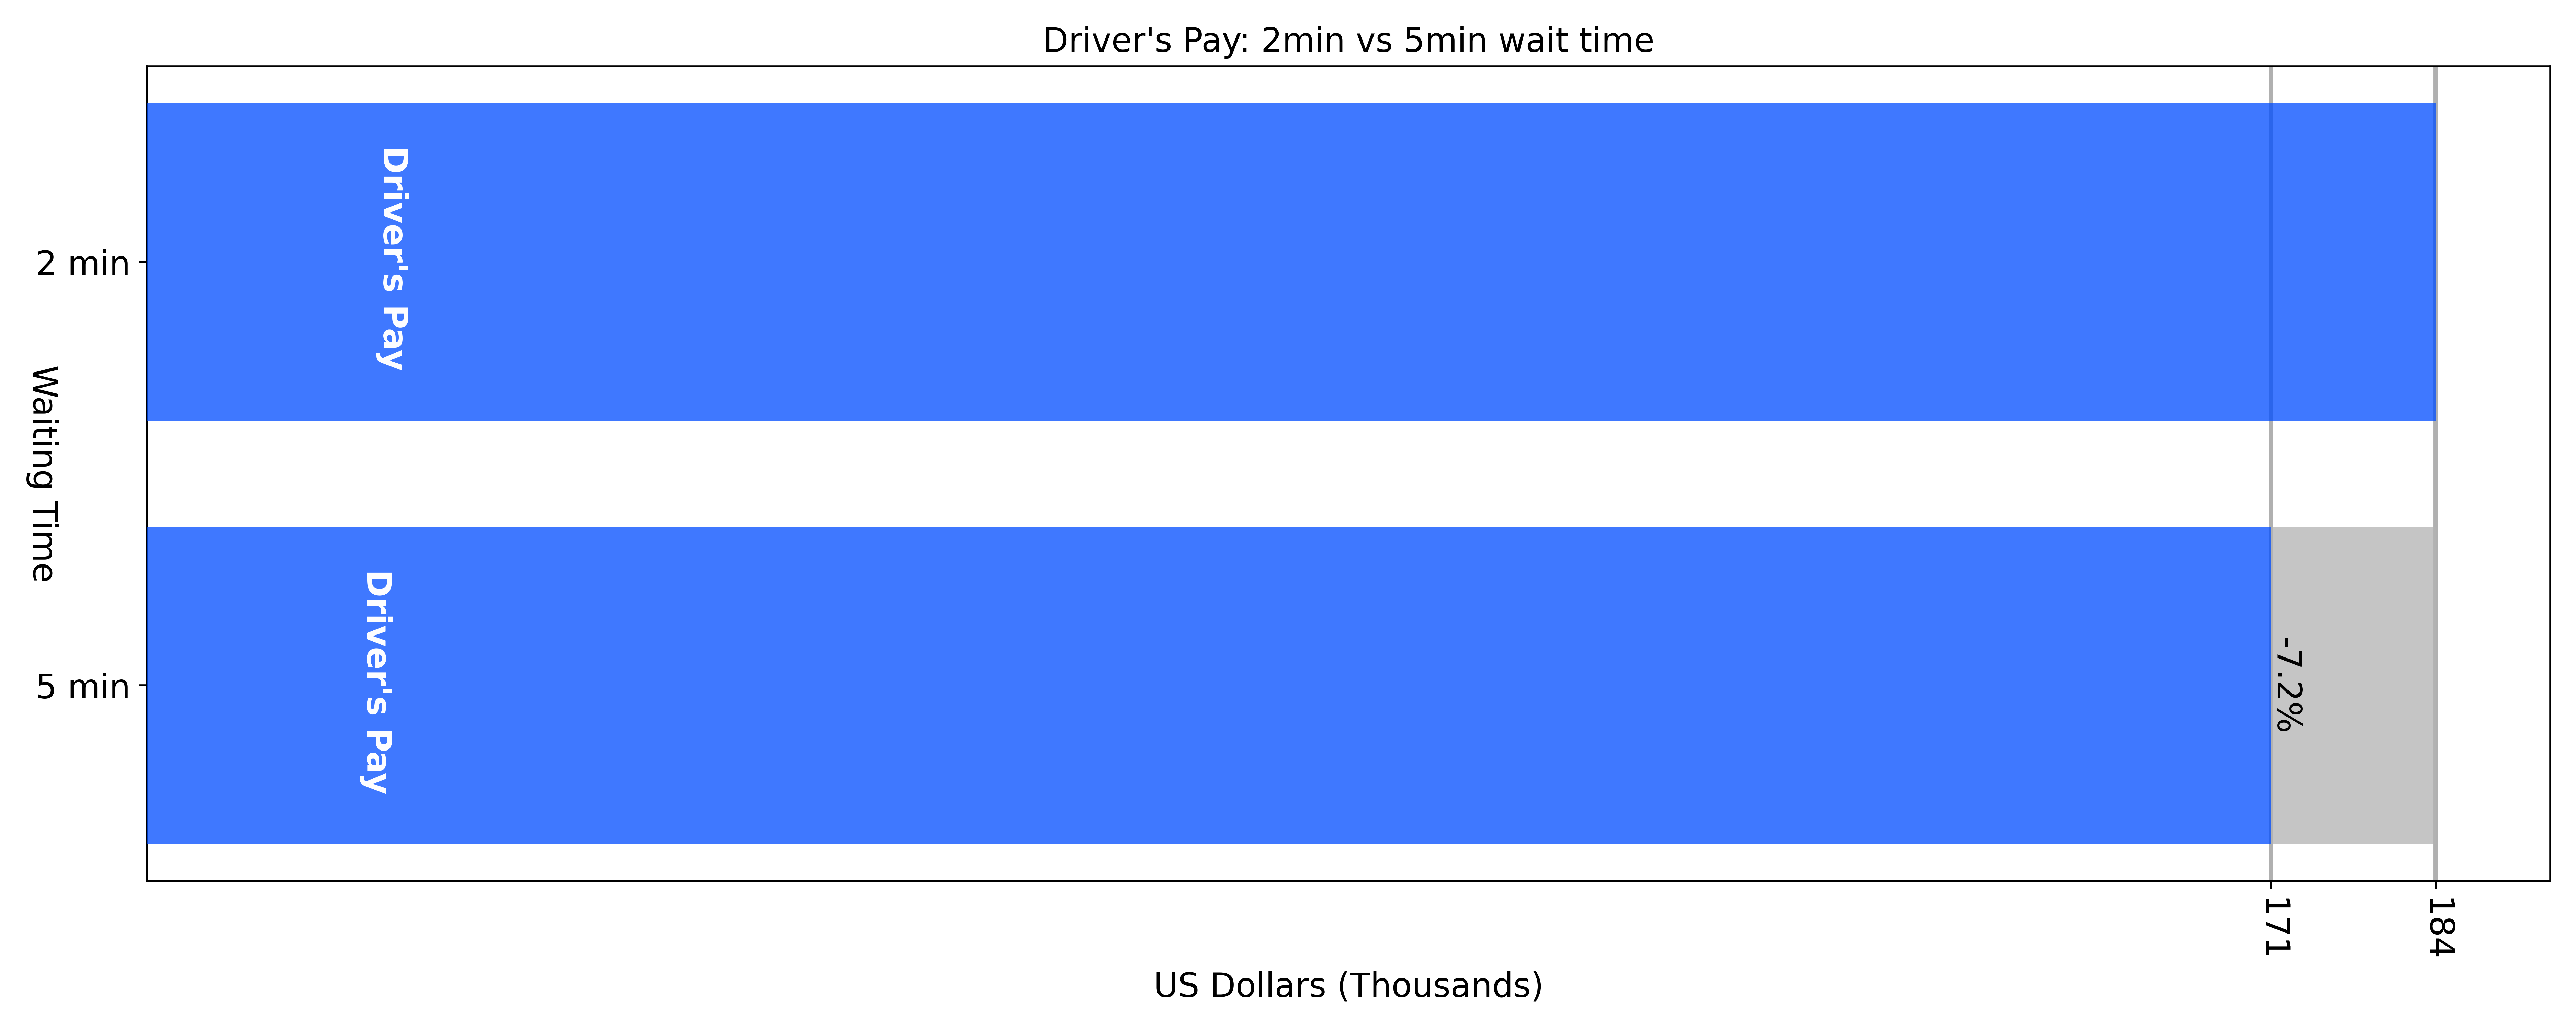 Driver's Pay: 2min vs 5min wait time
Waiting Time
2 min
Driver's Pay
5 min
Driver's Pay
-7.2%
171
184
US Dollars (Thousands)